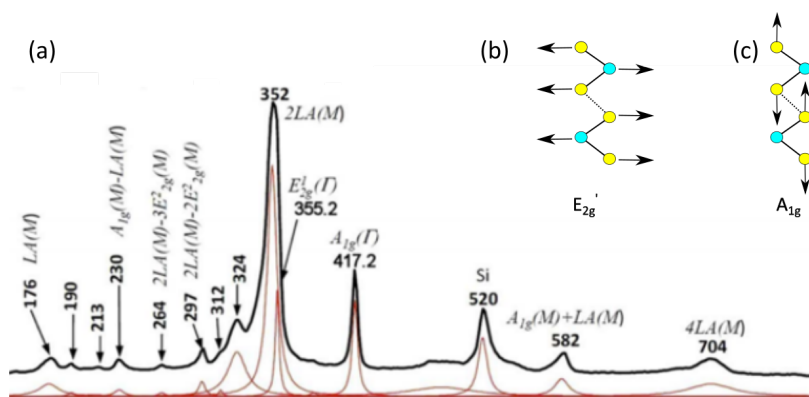 (a)
(b)
(c)
176 LA(M)
190
213
230 A1g(M)-LA(M)
264 2LA(M)-3E²2g(M)
297 2LA(M)-2E²2g(M)
312
324
352
2LA(M)
E¹2g(Γ)
355.2
A1g(Γ)
417.2
Si
520
A1g(M)+LA(M)
582
4LA(M)
704
E2g'
A1g